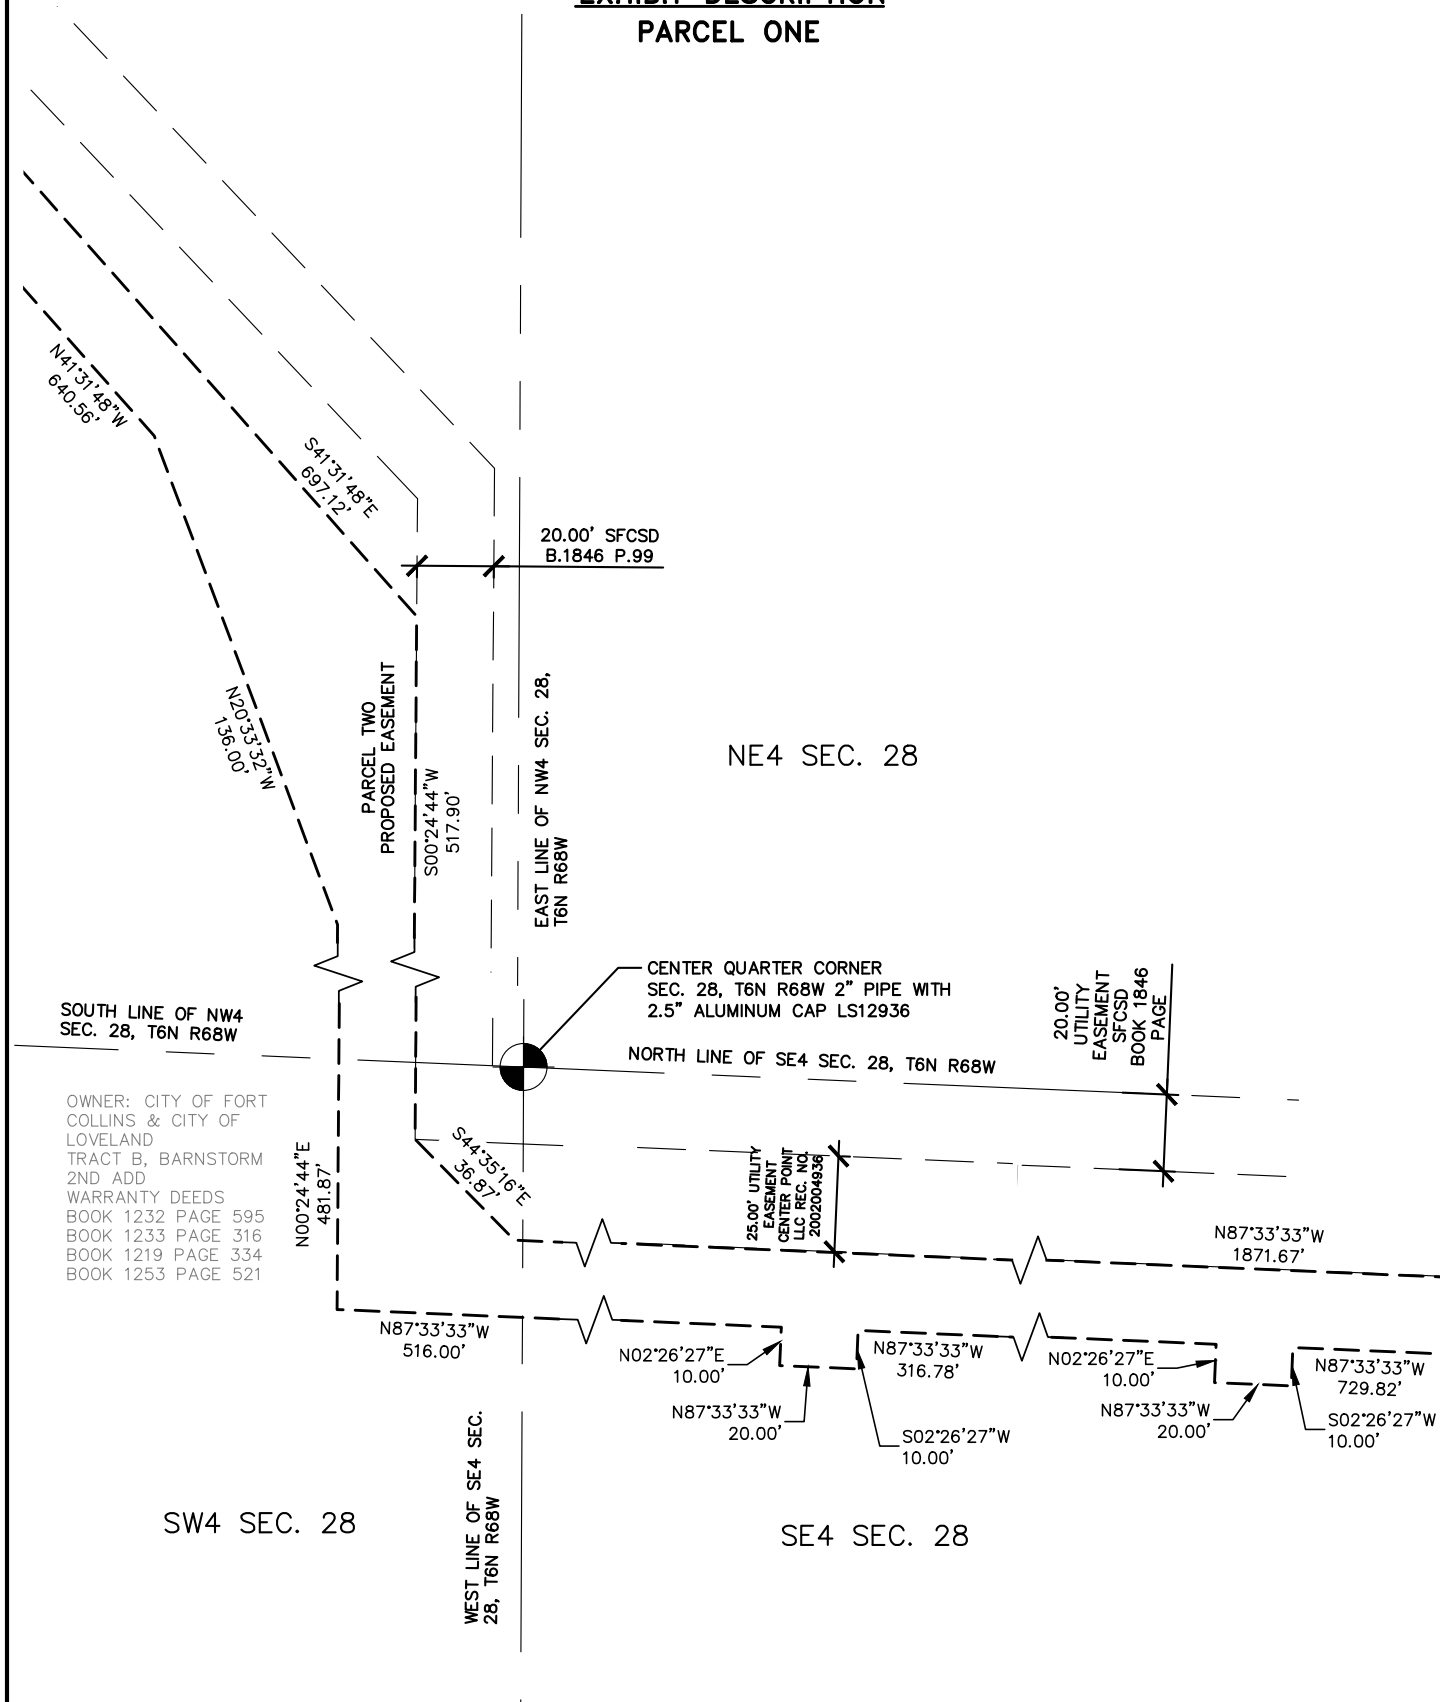 EXHIBIT DESCRIPTION
PARCEL ONE
N41°31'48"W
640.56'
S41°31'48"E
697.12'
20.00' SFCSD
B.1846 P.99
N20°33'32"W
136.00'
PARCEL TWO
PROPOSED EASEMENT
S00°24'44"W
517.90'
EAST LINE OF NW4 SEC. 28,
T6N R68W
NE4 SEC. 28
CENTER QUARTER CORNER
SEC. 28, T6N R68W 2" PIPE WITH
2.5" ALUMINUM CAP LS12936
SOUTH LINE OF NW4
SEC. 28, T6N R68W
NORTH LINE OF SE4 SEC. 28, T6N R68W
20.00'
UTILITY
EASEMENT
SFCSD
BOOK 1846
PAGE
OWNER: CITY OF FORT
COLLINS & CITY OF
LOVELAND
TRACT B, BARNSTORM
2ND ADD
WARRANTY DEEDS
BOOK 1232 PAGE 595
BOOK 1233 PAGE 316
BOOK 1219 PAGE 334
BOOK 1253 PAGE 521
N00°24'44"E
481.87'
S44°35'16"E
36.87'
25.00' UTILITY
EASEMENT
CENTER POINT
LLC REC. NO.
20020049​36
N87°33'33"W
1871.67'
N87°33'33"W
516.00'
N02°26'27"E
10.00'
N87°33'33"W
20.00'
N87°33'33"W
316.78'
S02°26'27"W
10.00'
N02°26'27"E
10.00'
N87°33'33"W
20.00'
N87°33'33"W
729.82'
S02°26'27"W
10.00'
WEST LINE OF SE4 SEC.
28, T6N R68W
SW4 SEC. 28
SE4 SEC. 28